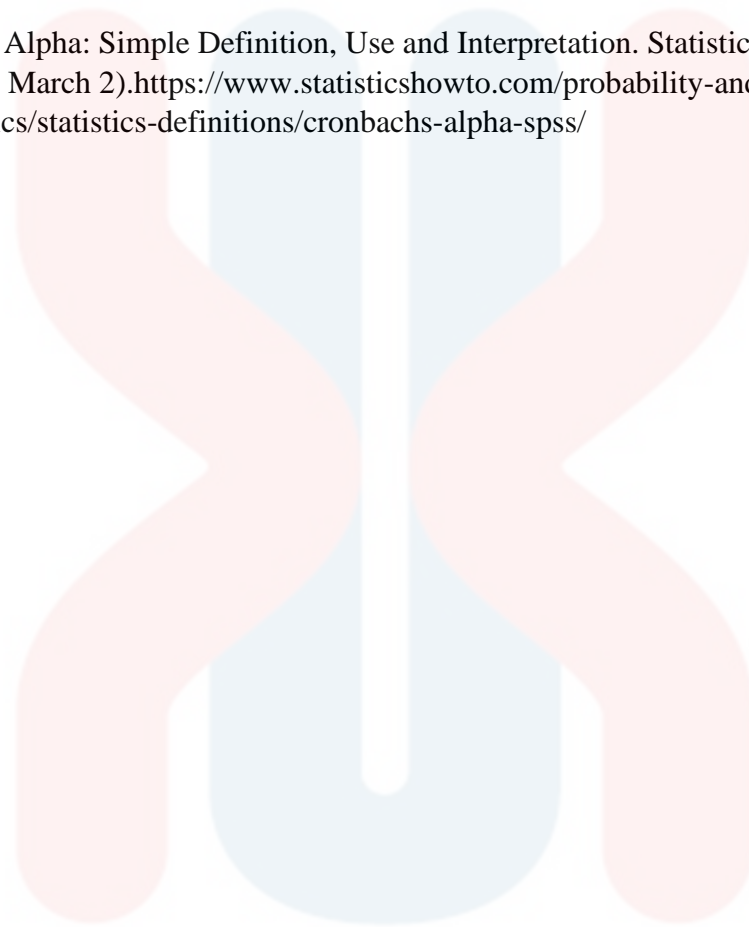 Alpha: Simple Definition, Use and Interpretation. Statistic
March 2).https://www.statisticshowto.com/probability-and
cs/statistics-definitions/cronbachs-alpha-spss/